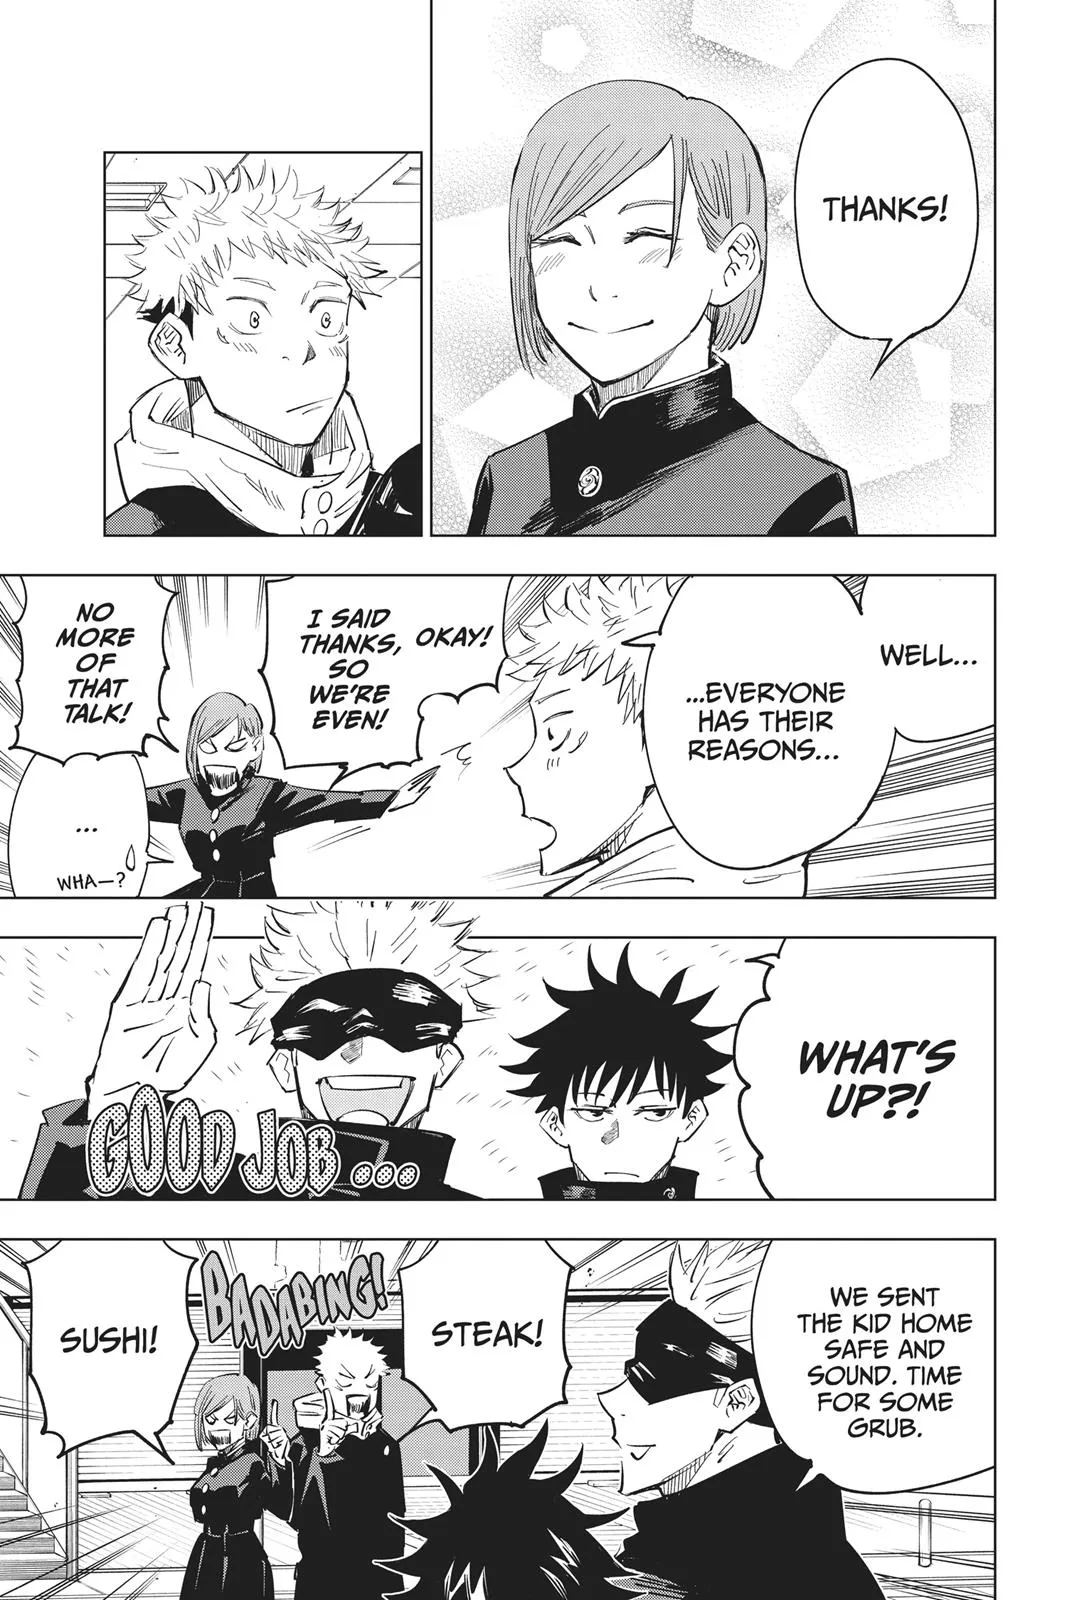 THANKS!
WELL...
...EVERYONE
HAS THEIR
REASONS...
OKAY!
I SAID
THANKS,
SO
WE'RE
EVEN!
NO
MORE
OF
THAT
TALK!
...
WHA—?
WHAT'S
UP?!
GOOD JOB...
WE SENT
THE KID HOME
SAFE AND
SOUND. TIME
FOR SOME
GRUB.
STEAK!
BADABING!
SUSHI!